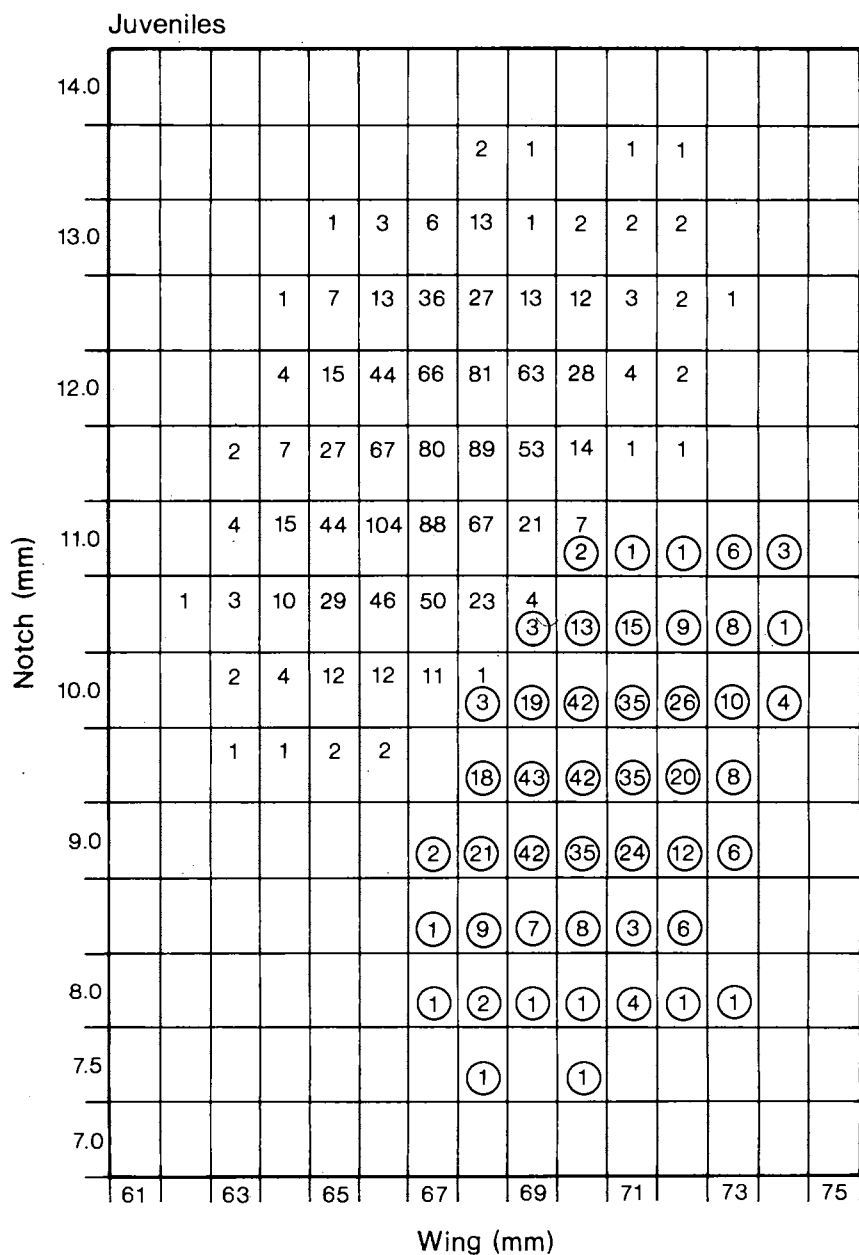 Juveniles
14.0
2 1 1 1
13.0 1 3 6 13 1 2 2 2
1 7 13 36 27 13 12 3 2 1
12.0 4 15 44 66 81 63 28 4 2
2 7 27 67 80 89 53 14 1 1
11.0 4 15 44 104 88 67 21 7
2 1 1 6 3
1 3 10 29 46 50 23 4
3 13 15 9 8 1
10.0 2 4 12 12 11 1
3 19 42 35 26 10 4
1 1 2 2
18 43 42 35 20 8
9.0 2 21 42 35 24 12 6
1 9 7 8 3 6
8.0 1 2 1 1 4 1 1
7.5 1 1
7.0
61 63 65 67 69 71 73 75
Wing (mm)
Notch (mm)